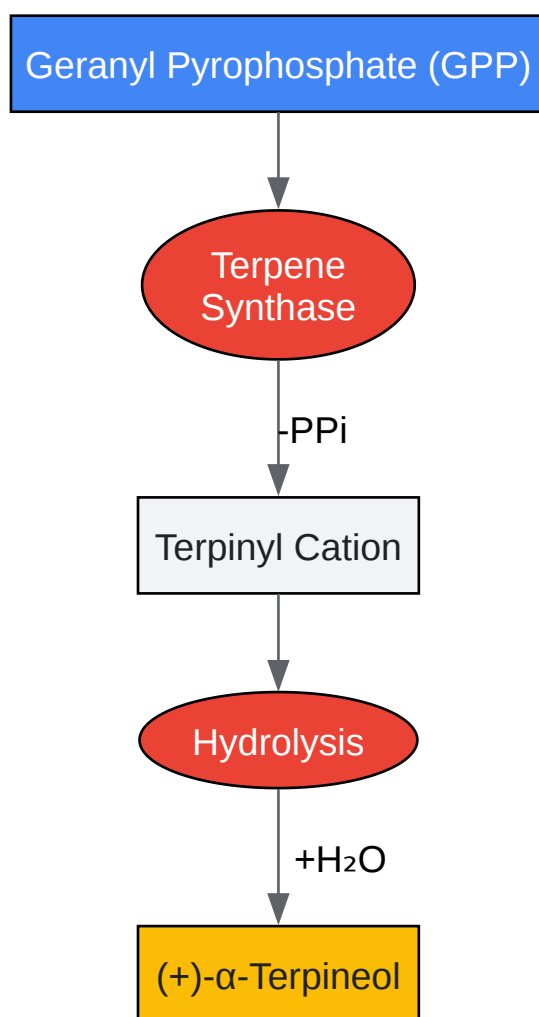 Geranyl Pyrophosphate (GPP)
Terpene
Synthase
-PPi
Terpinyl Cation
Hydrolysis
+H₂O
(+)-α-Terpineol